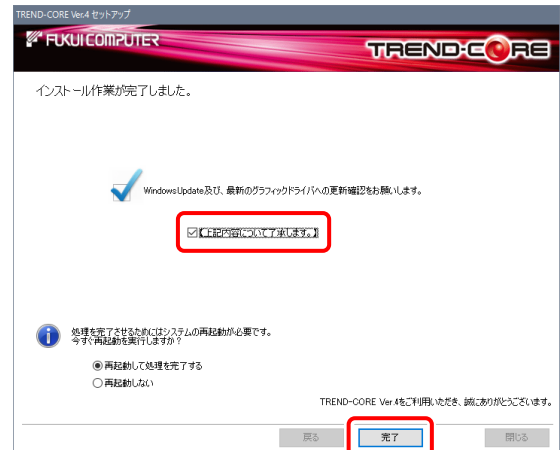 TREND-CORE Ver.4 セットアップ
FUKUI COMPUTER
TREND-CORE
インストール作業が完了しました。
WindowsUpdate及び、最新のグラフィックドライバへの更新確認をお願いします。
【上記内容について了承します。】
処理を完了させるためにはシステムの再起動が必要です。
今すぐ再起動を実行しますか？
再起動して処理を完了する
再起動しない
TREND-CORE Ver.4をご利用いただき、誠にありがとうございます。
戻る 完了 閉じる